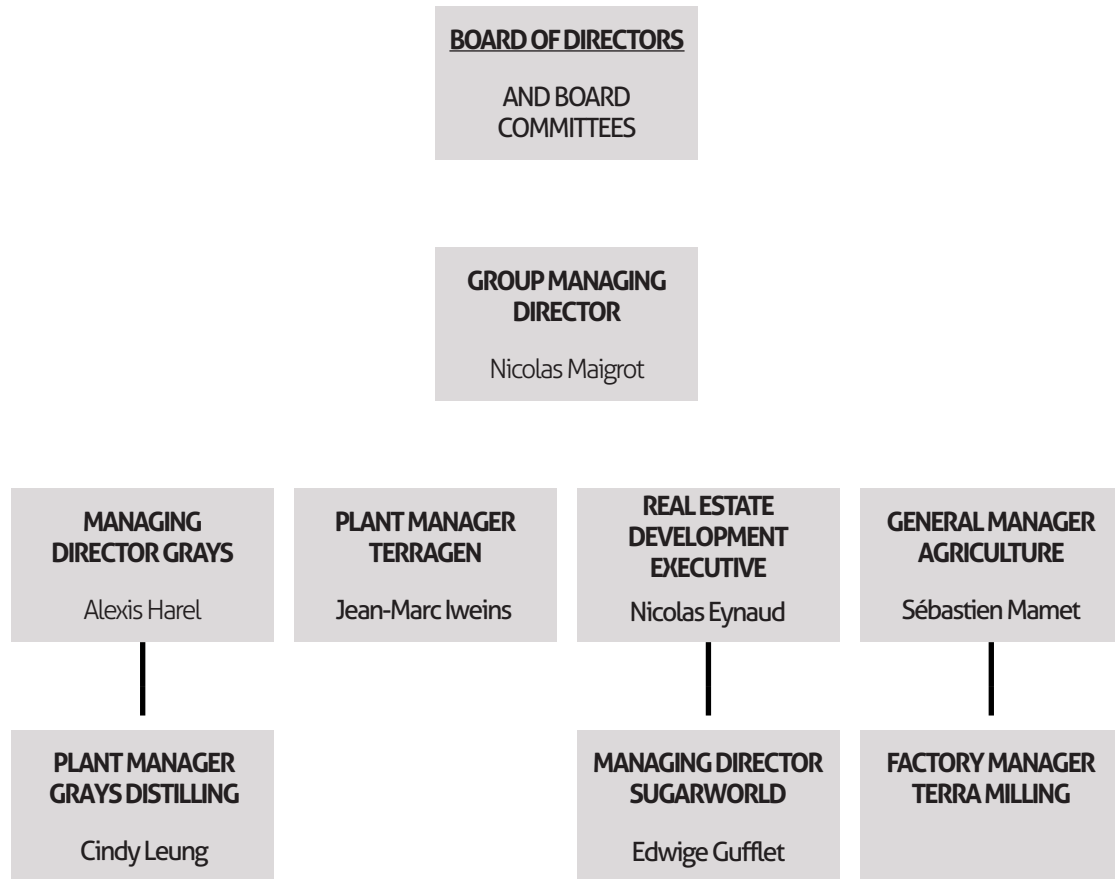 BOARD OF DIRECTORS
AND BOARD
COMMITTEES
GROUP MANAGING
DIRECTOR
Nicolas Maigrot
MANAGING
DIRECTOR GRAYS
Alexis Harel
PLANT MANAGER
TERRAGEN
Jean-Marc Iweins
REAL ESTATE
DEVELOPMENT
EXECUTIVE
Nicolas Eynaud
GENERAL MANAGER
AGRICULTURE
Sébastien Mamet
PLANT MANAGER
GRAYS DISTILLING
Cindy Leung
MANAGING DIRECTOR
SUGARWORLD
Edwige Gufflet
FACTORY MANAGER
TERRA MILLING